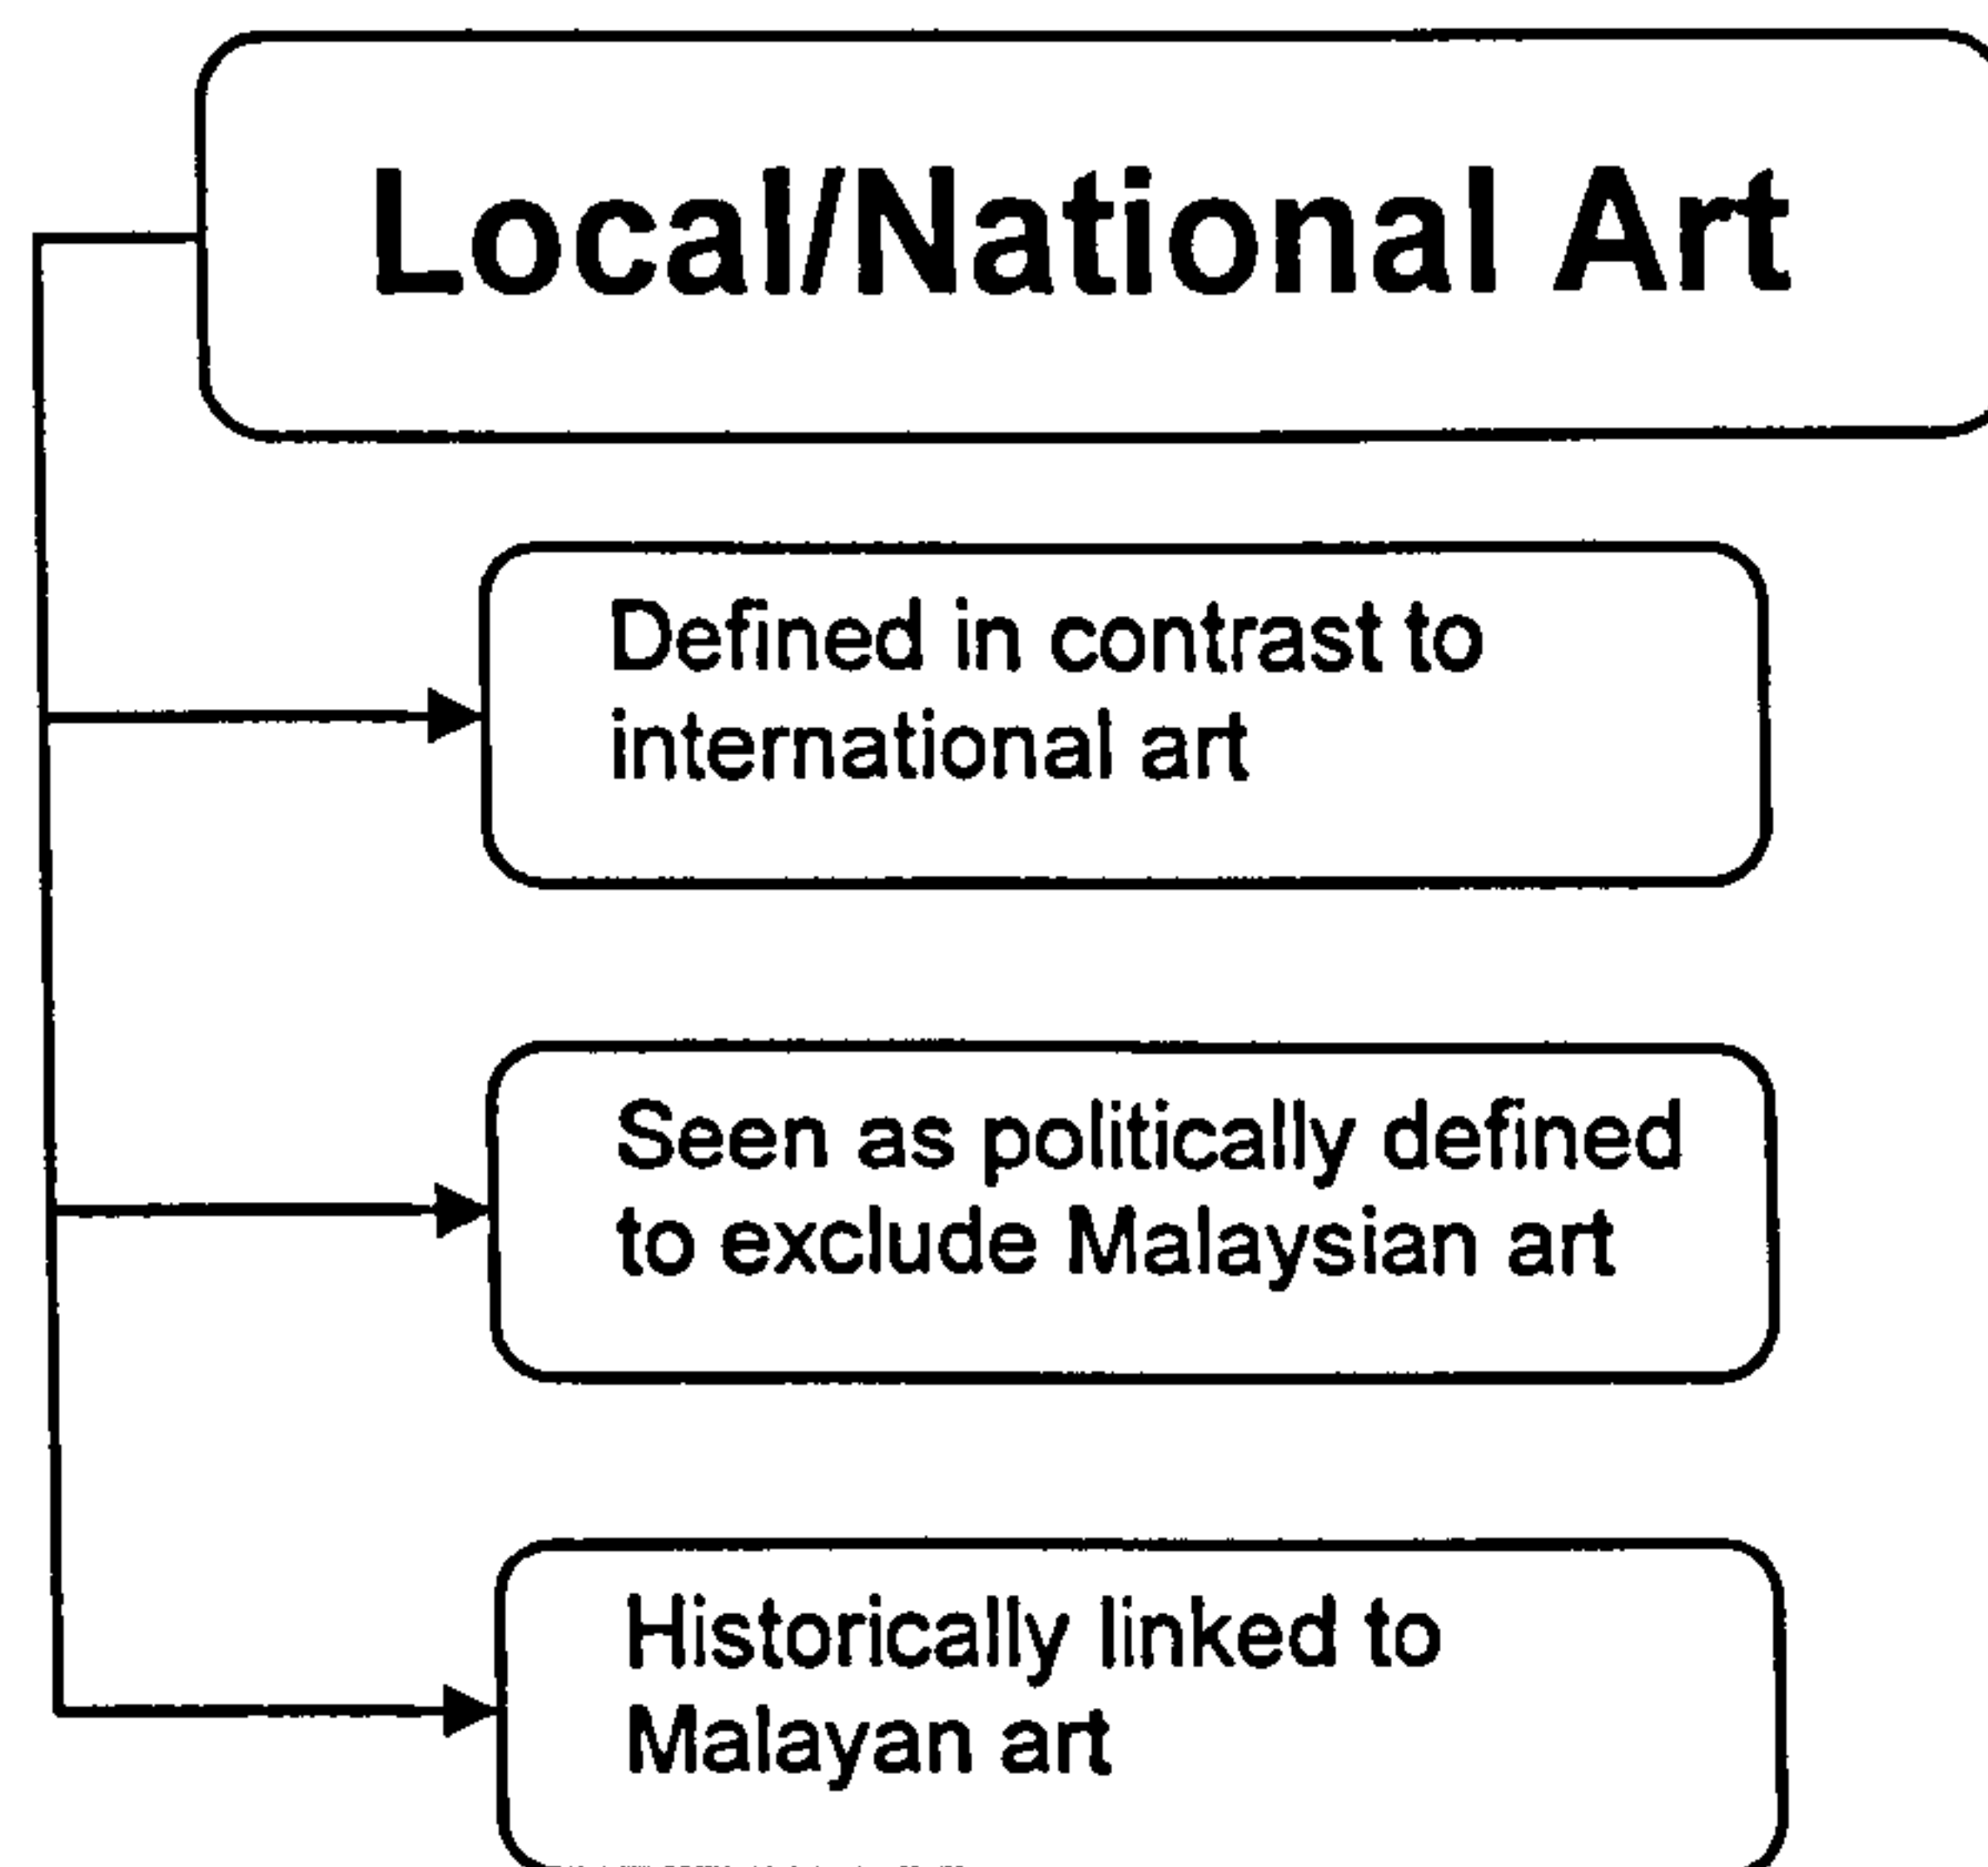 Local/National Art
Defined in contrast to
international art
Seen as politically defined
to exclude Malaysian art
Historically linked to
Malayan art